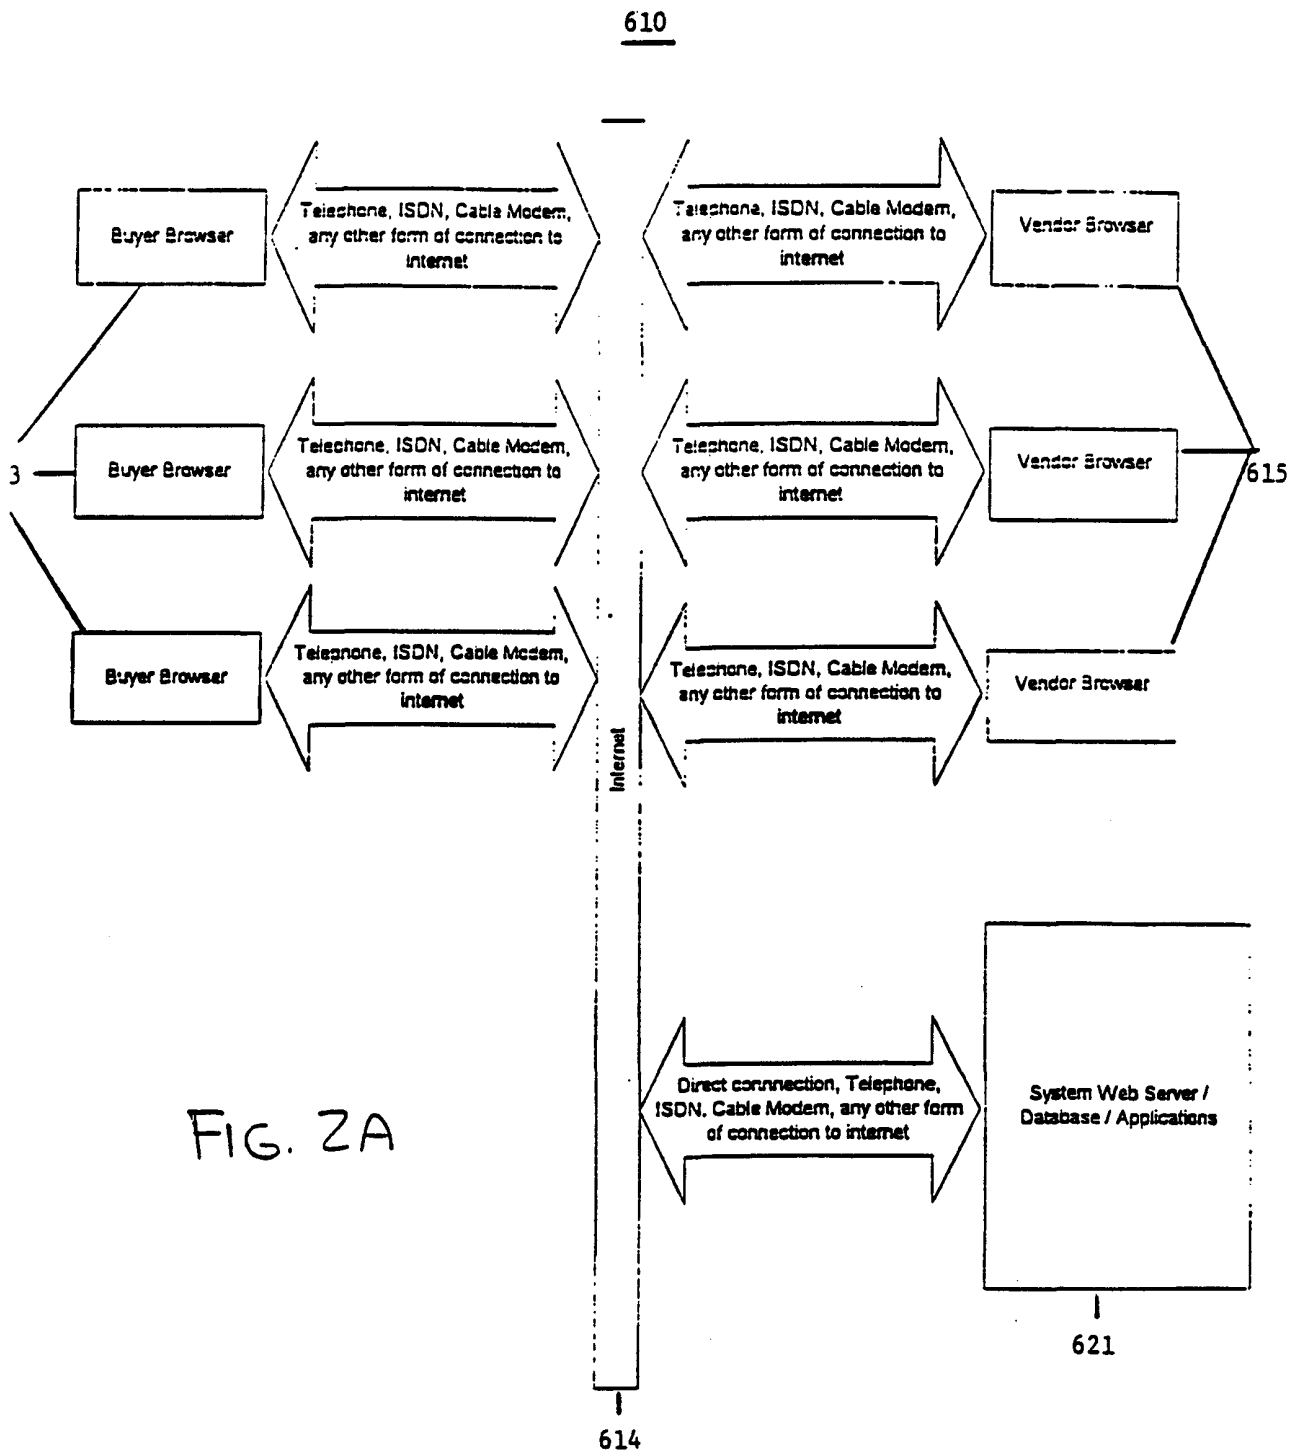 610
Buyer Browser
Telephone, ISDN, Cable Modem,
any other form of connection to
internet
Telephone, ISDN, Cable Modem,
any other form of connection to
internet
Vendor Browser
3
Buyer Browser
Telephone, ISDN, Cable Modem,
any other form of connection to
internet
Telephone, ISDN, Cable Modem,
any other form of connection to
internet
Vendor Browser
615
Buyer Browser
Telephone, ISDN, Cable Modem,
any other form of connection to
internet
Telephone, ISDN, Cable Modem,
any other form of connection to
internet
Vendor Browser
Internet
Direct connnection, Telephone,
ISDN, Cable Modem, any other form
of connection to internet
System Web Server /
Database / Applications
FIG. 2A
621
614